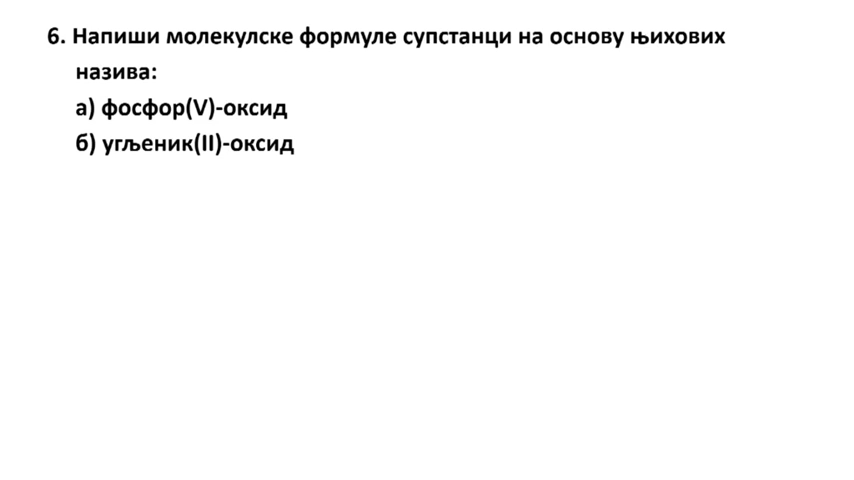 6. Напиши молекулске формуле супстанци на основу њихових
назива:
а) фосфор(V)-оксид
б) угљеник(II)-оксид